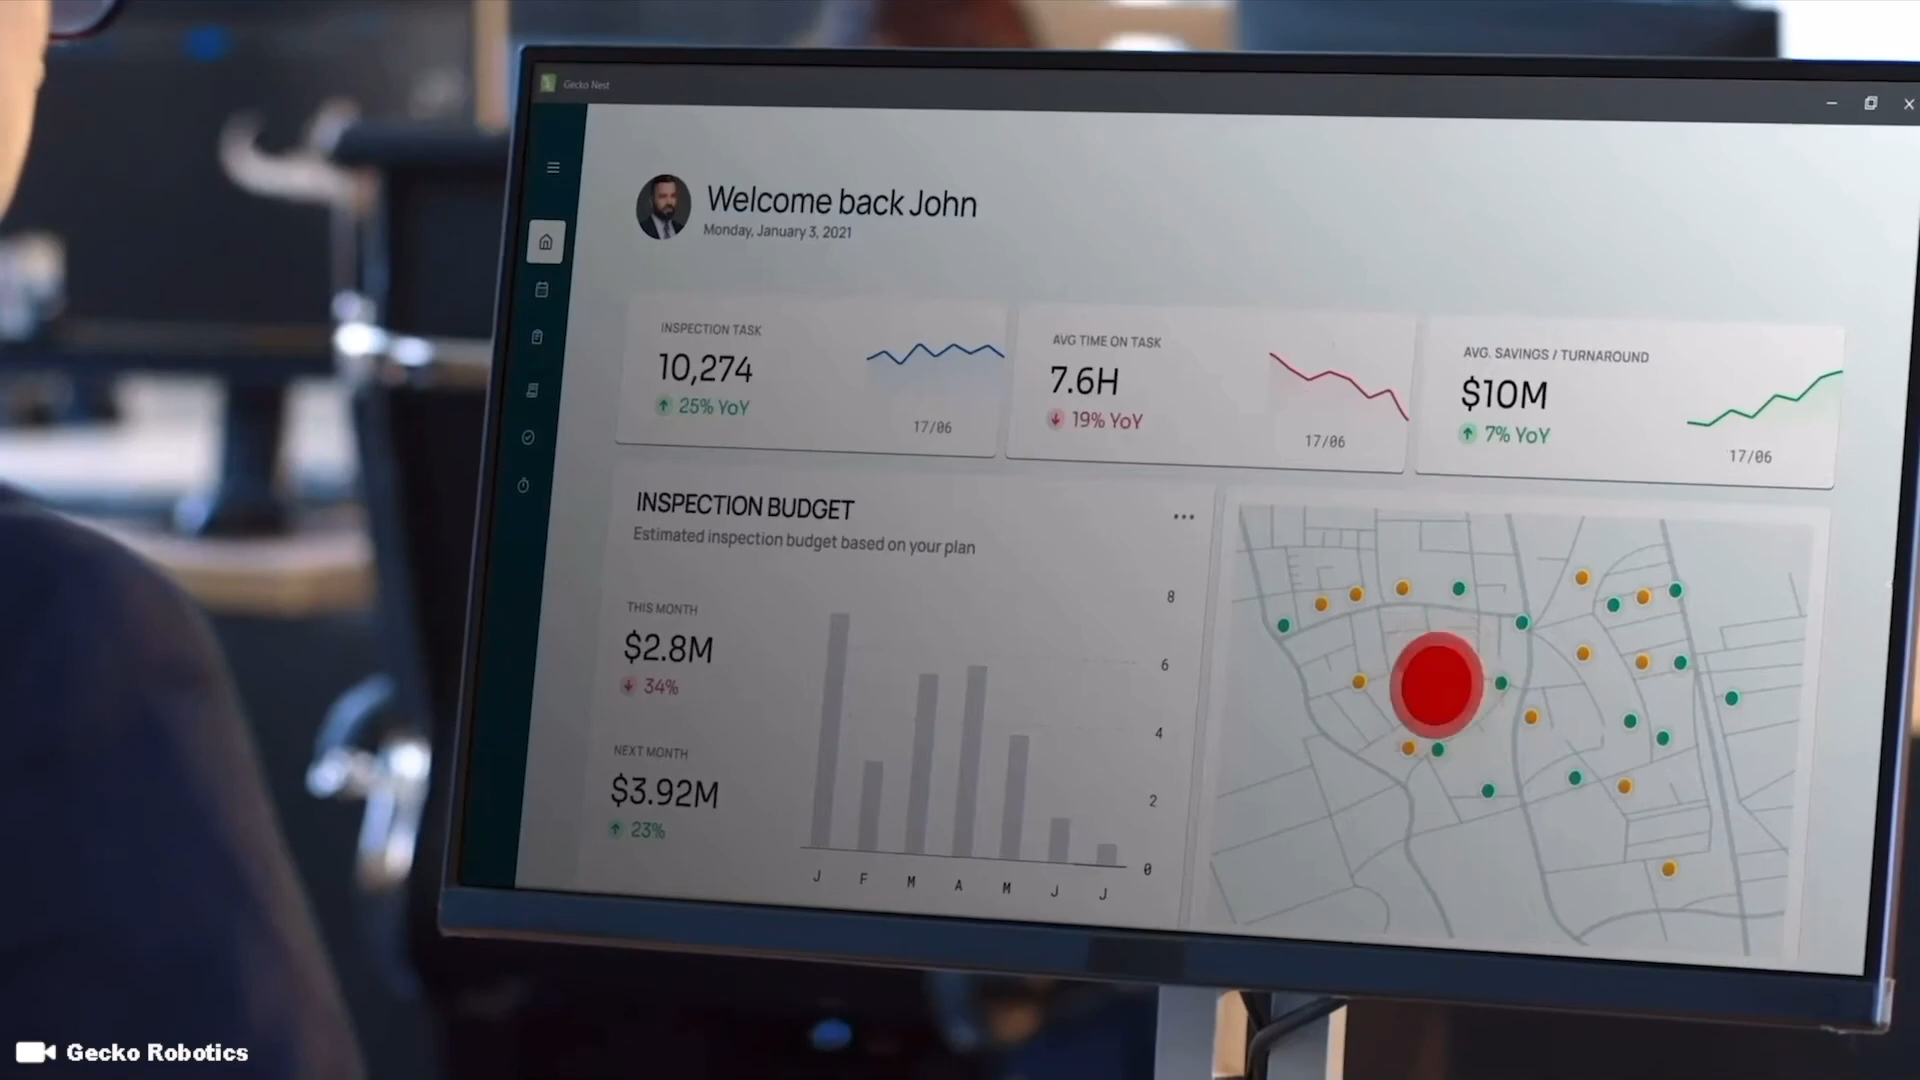 Gecko Nest
Welcome back John
Monday, January 3, 2021
INSPECTION TASK
10,274
25% YoY
17/06
AVG TIME ON TASK
7.6H
19% YoY
17/06
AVG. SAVINGS / TURNAROUND
$10M
7% YoY
17/06
INSPECTION BUDGET
Estimated inspection budget based on your plan
THIS MONTH
$2.8M
34%
NEXT MONTH
$3.92M
23%
8
6
4
2
0
J F M A M J J
Gecko Robotics